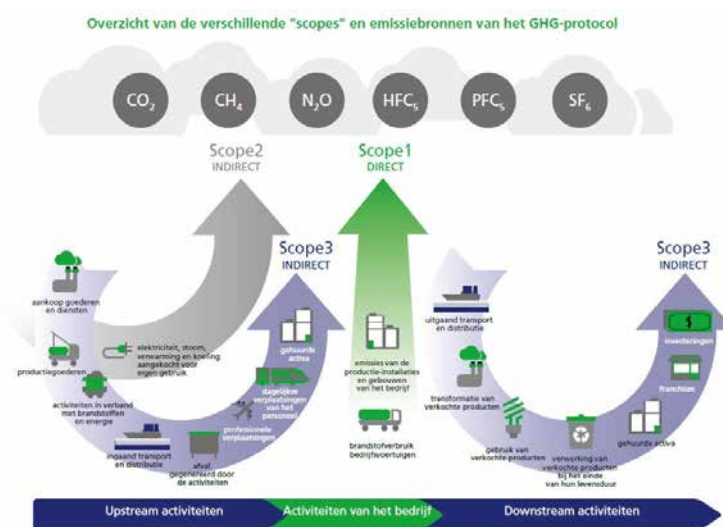 Overzicht van de verschillende "scopes" en emissiebronnen van het GHG-protocol
CO2
CH4
N2O
HFC5
PFC5
SF6
Scope2
INDIRECT
Scope1
DIRECT
Scope3
INDIRECT
Scope3
INDIRECT
aankoop goederen
en diensten
productiegoederen
elektriciteit, stoom,
verwarming en koeling
aangekocht voor
eigen gebruik
activiteiten in verband
met brandstoffen
en energie
ingaand transport
en distributie
afval
gegenereerd door
de activiteiten
professionele
verplaatsingen
dagelijkse
verplaatsingen
van het
personeel
gehuurde
activa
emissies van de
productie-installaties
en gebouwen
van het bedrijf
brandstofverbruik
bedrijfsvoertuigen
uitgaand transport
en distributie
transformatie van
verkochte producten
gebruik van
verkochte producten
verwerking van
verkochte producten
bij het einde
van hun levensduur
gehuurde activa
franchisen
$
investeringen
Upstream activiteiten
Activiteiten van het bedrijf
Downstream activiteiten